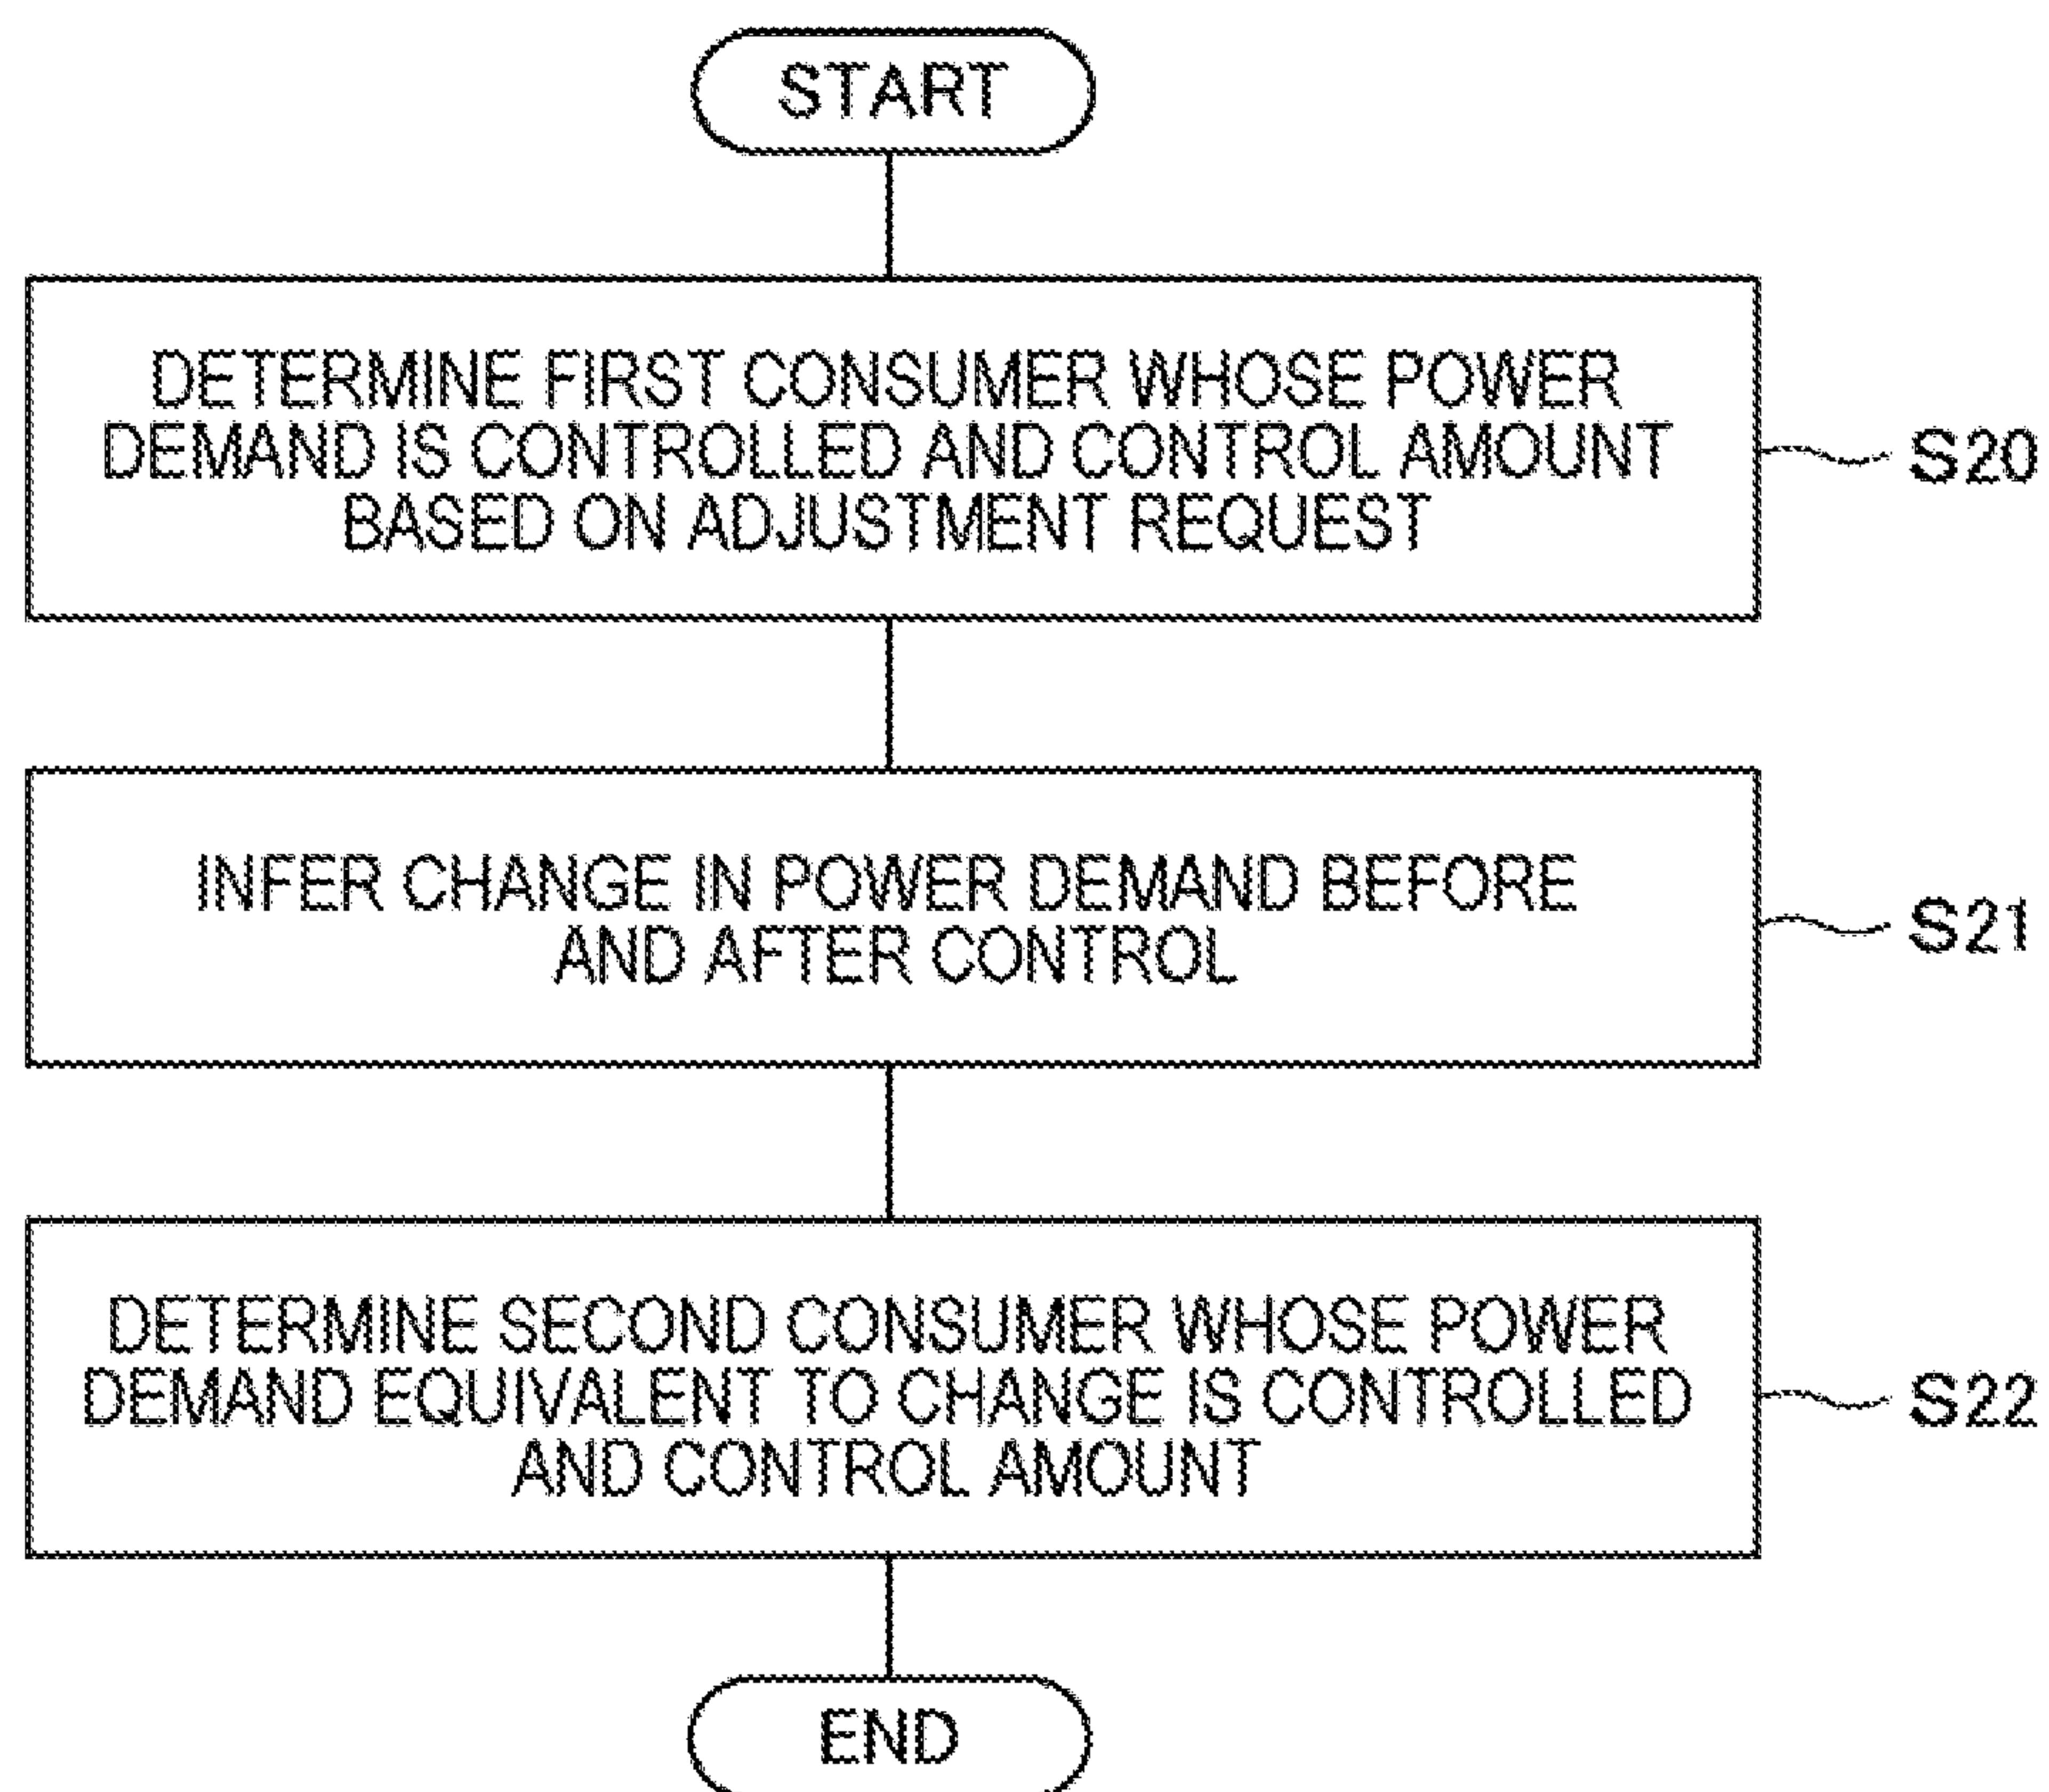 START
DETERMINE FIRST CONSUMER WHOSE POWER
DEMAND IS CONTROLLED AND CONTROL AMOUNT
BASED ON ADJUSTMENT REQUEST
S20
INFER CHANGE IN POWER DEMAND BEFORE
AND AFTER CONTROL
S21
DETERMINE SECOND CONSUMER WHOSE POWER
DEMAND EQUIVALENT TO CHANGE IS CONTROLLED
AND CONTROL AMOUNT
S22
END